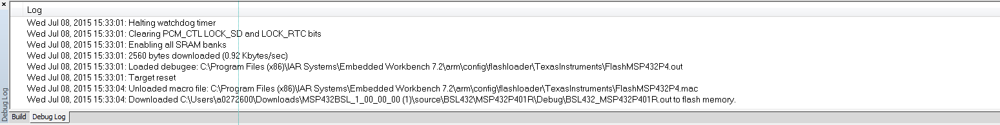 Log
Wed Jul 08, 2015 15:33:01: Halting watchdog timer
Wed Jul 08, 2015 15:33:01: Clearing PCM_CTL LOCK_SD and LOCK_RTC bits
Wed Jul 08, 2015 15:33:01: Enabling all SRAM banks
Wed Jul 08, 2015 15:33:01: 2560 bytes downloaded (0.92 Kbytes/sec)
Wed Jul 08, 2015 15:33:01: Loaded debugee: C:\Program Files (x86)\IAR Systems\Embedded Workbench 7.2\arm\config\flashloader\TexasInstruments\FlashMSP432P4.out
Wed Jul 08, 2015 15:33:01: Target reset
Wed Jul 08, 2015 15:33:04: Unloaded macro file: C:\Program Files (x86)\IAR Systems\Embedded Workbench 7.2\arm\config\flashloader\TexasInstruments\FlashMSP432P4.mac
Wed Jul 08, 2015 15:33:04: Downloaded C:\Users\a0272600\Downloads\MSP432BSL_1_00_00_00 (1)\source\BSL432\MSP432P401R\Debug\BSL432_MSP432P401R.out to flash memory.
Debug Log
Build Debug Log